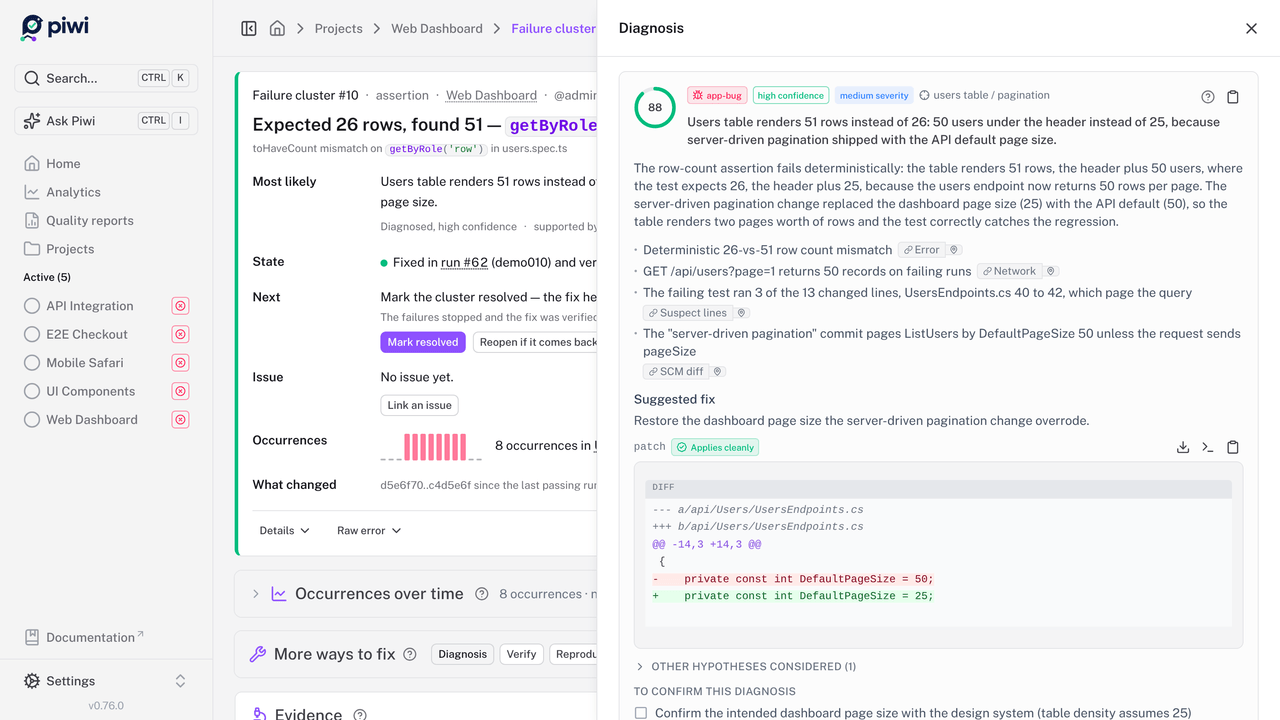 piwi
Search... CTRL K
Ask Piwi CTRL I
Home
Analytics
Quality reports
Projects
Active (5)
API Integration
E2E Checkout
Mobile Safari
UI Components
Web Dashboard
Documentation
Settings
v0.76.0
Projects Web Dashboard Failure cluster
Failure cluster #10 · assertion · Web Dashboard · @admin
Expected 26 rows, found 51 — getByRole
toHaveCount mismatch on getByRole('row') in users.spec.ts
Most likely Users table renders 51 rows instead
page size.
Diagnosed, high confidence · supported by
State Fixed in run #62 (demo010) and
Next Mark the cluster resolved — the fix
The failures stopped and the fix was verified
Mark resolved Reopen if it comes back
Issue No issue yet.
Link an issue
Occurrences 8 occurrences in
What changed d5e6f70..c4d5e6f since the last passing run
Details Raw error
Occurrences over time 8 occurrences ·
More ways to fix Diagnosis Verify
Evidence
Diagnosis
88 app-bug high confidence medium severity users table / pagination
Users table renders 51 rows instead of 26: 50 users under the header instead of 25, because
server-driven pagination shipped with the API default page size.
The row-count assertion fails deterministically: the table renders 51 rows, the header plus 50 users, where
the test expects 26, the header plus 25, because the users endpoint now returns 50 rows per page. The
server-driven pagination change replaced the dashboard page size (25) with the API default (50), so the
table renders two pages worth of rows and the test correctly catches the regression.
· Deterministic 26-vs-51 row count mismatch Error
· GET /api/users?page=1 returns 50 records on failing runs Network
· The failing test ran 3 of the 13 changed lines, UsersEndpoints.cs 40 to 42, which page the query
Suspect lines
· The "server-driven pagination" commit pages ListUsers by DefaultPageSize 50 unless the request sends
pageSize
SCM diff
Suggested fix
Restore the dashboard page size the server-driven pagination change overrode.
patch Applies cleanly
DIFF
--- a/api/Users/UsersEndpoints.cs
+++ b/api/Users/UsersEndpoints.cs
@@ -14,3 +14,3 @@
{
- private const int DefaultPageSize = 50;
+ private const int DefaultPageSize = 25;
OTHER HYPOTHESES CONSIDERED (1)
TO CONFIRM THIS DIAGNOSIS
Confirm the intended dashboard page size with the design system (table density assumes 25)